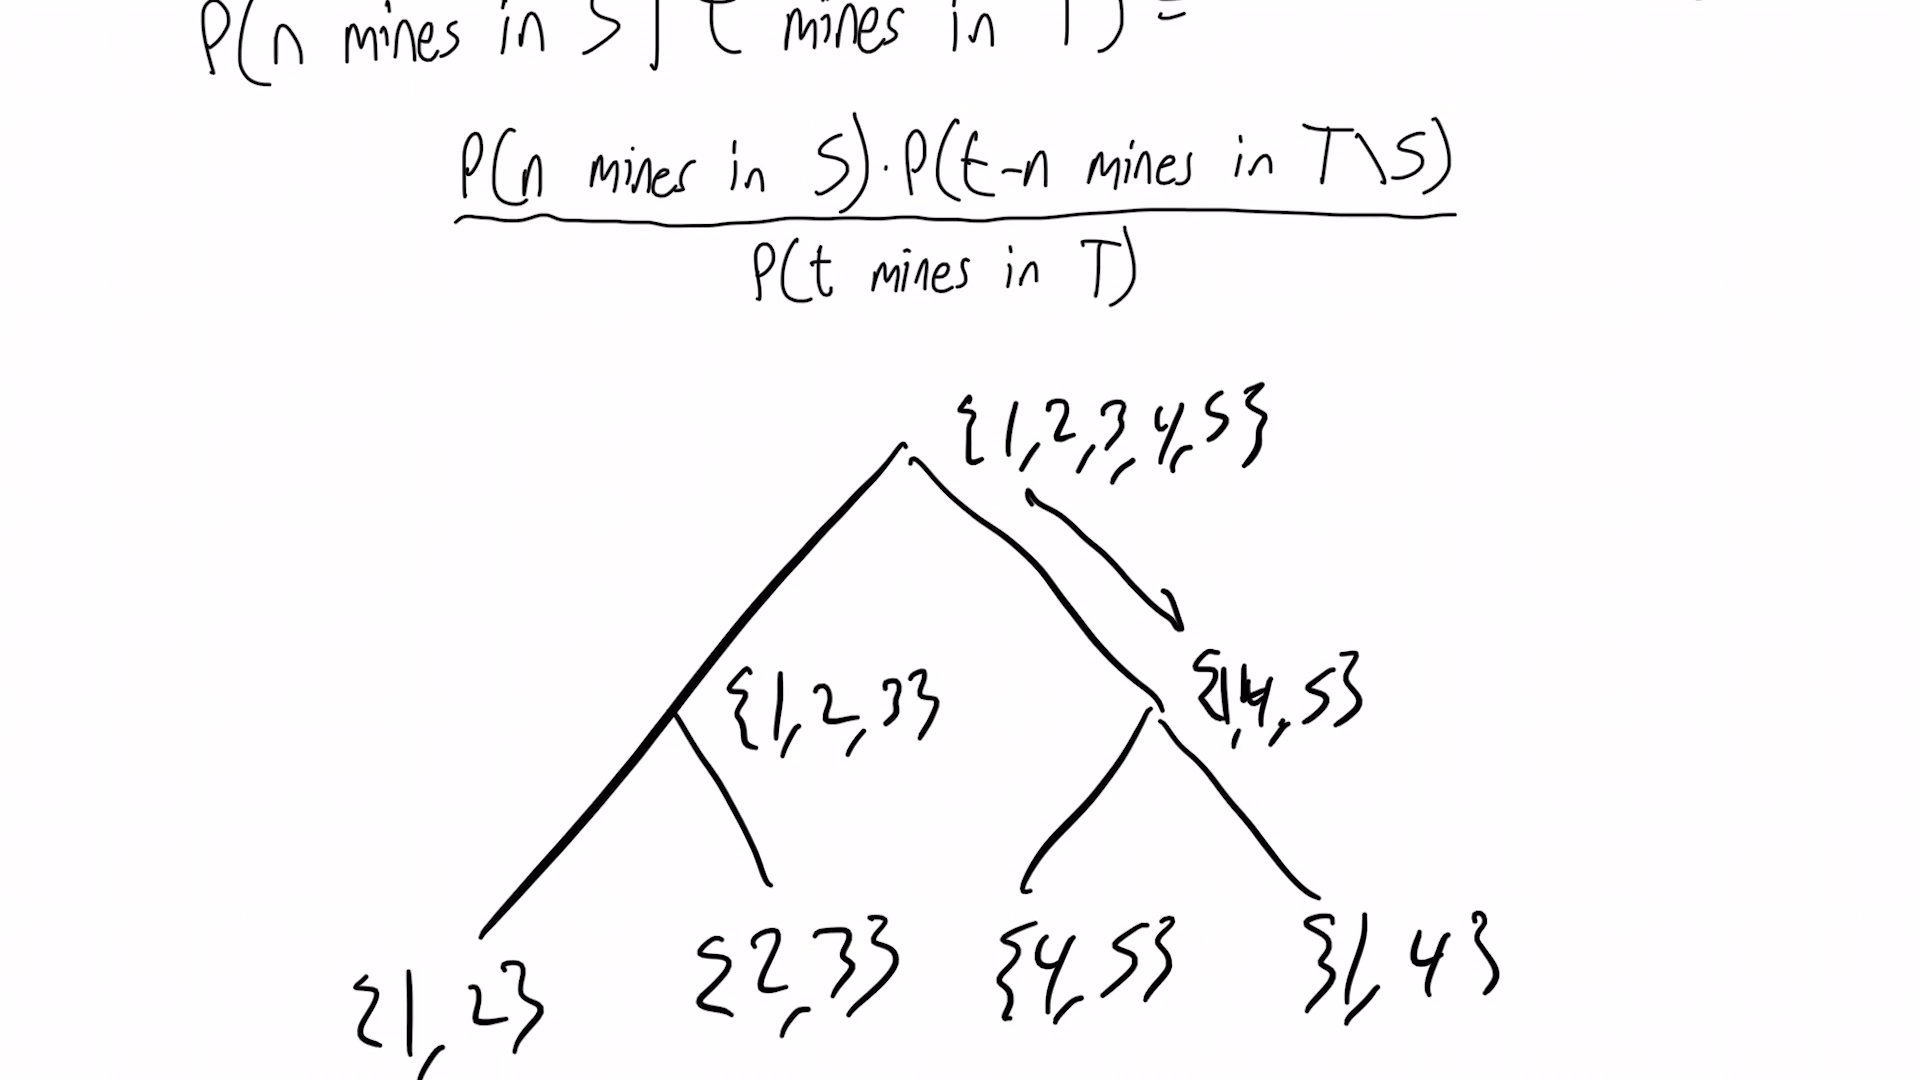 P(n mines in S | t mines in T) =
P(n mines in S) · P(t-n mines in T\S)
P(t mines in T)
{1,2,3,4,5}
{1,2,3} {1,4,5}
{1,2} {2,3} {4,5} }1,4}